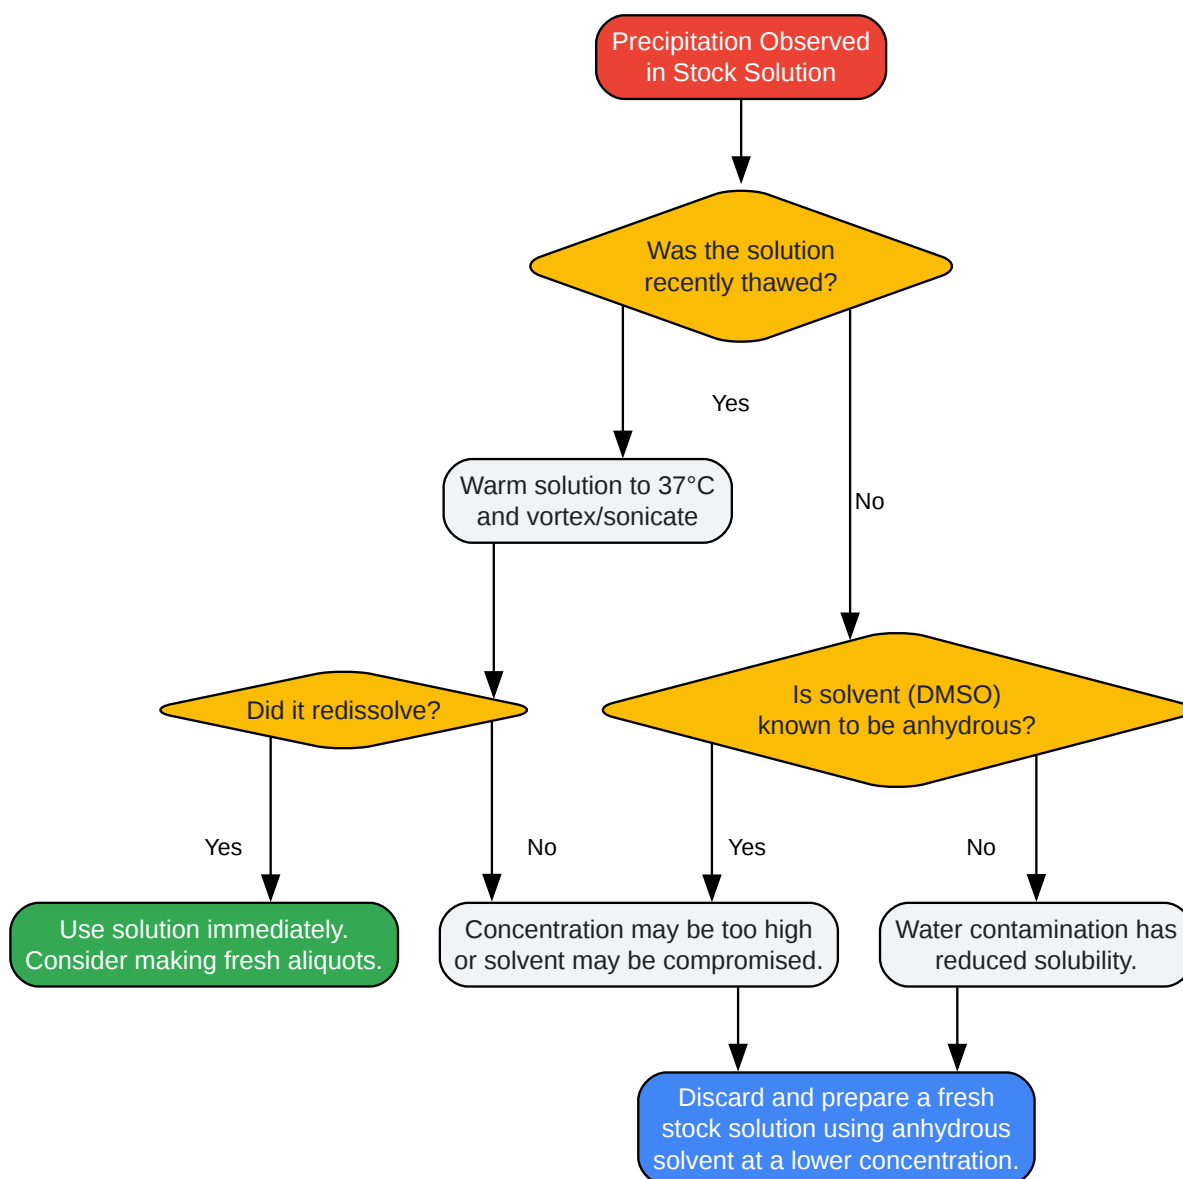 Precipitation Observed
in Stock Solution
Was the solution
recently thawed?
Yes
Warm solution to 37°C
and vortex/sonicate
No
Did it redissolve?
Is solvent (DMSO)
known to be anhydrous?
Yes
No
Yes
No
Use solution immediately.
Consider making fresh aliquots.
Concentration may be too high
or solvent may be compromised.
Water contamination has
reduced solubility.
Discard and prepare a fresh
stock solution using anhydrous
solvent at a lower concentration.